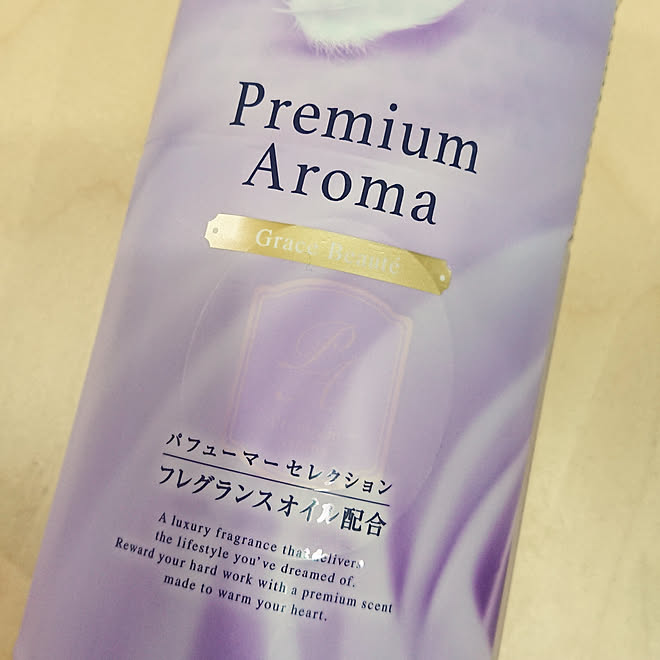 Premium
Aroma
Grace Beauté
パフューマー セレクション
フレグランスオイル配合
A luxury fragrance that delivers
the lifestyle you've dreamed of.
Reward your hard work with a premium scent
made to warm your heart.